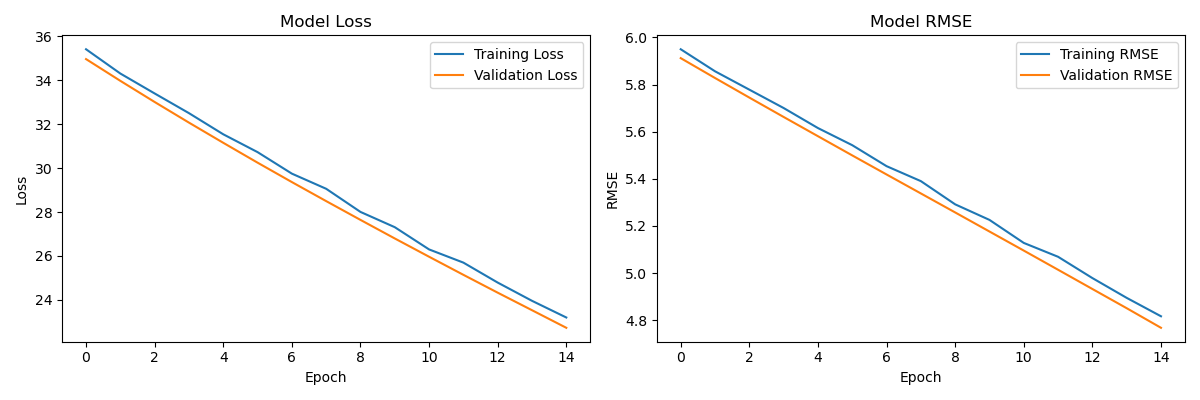 Model Loss
36
34
32
30
28
26
24
Loss
0 2 4 6 8 10 12 14
Epoch
Training Loss
Validation Loss
Model RMSE
6.0
5.8
5.6
5.4
5.2
5.0
4.8
RMSE
0 2 4 6 8 10 12 14
Epoch
Training RMSE
Validation RMSE